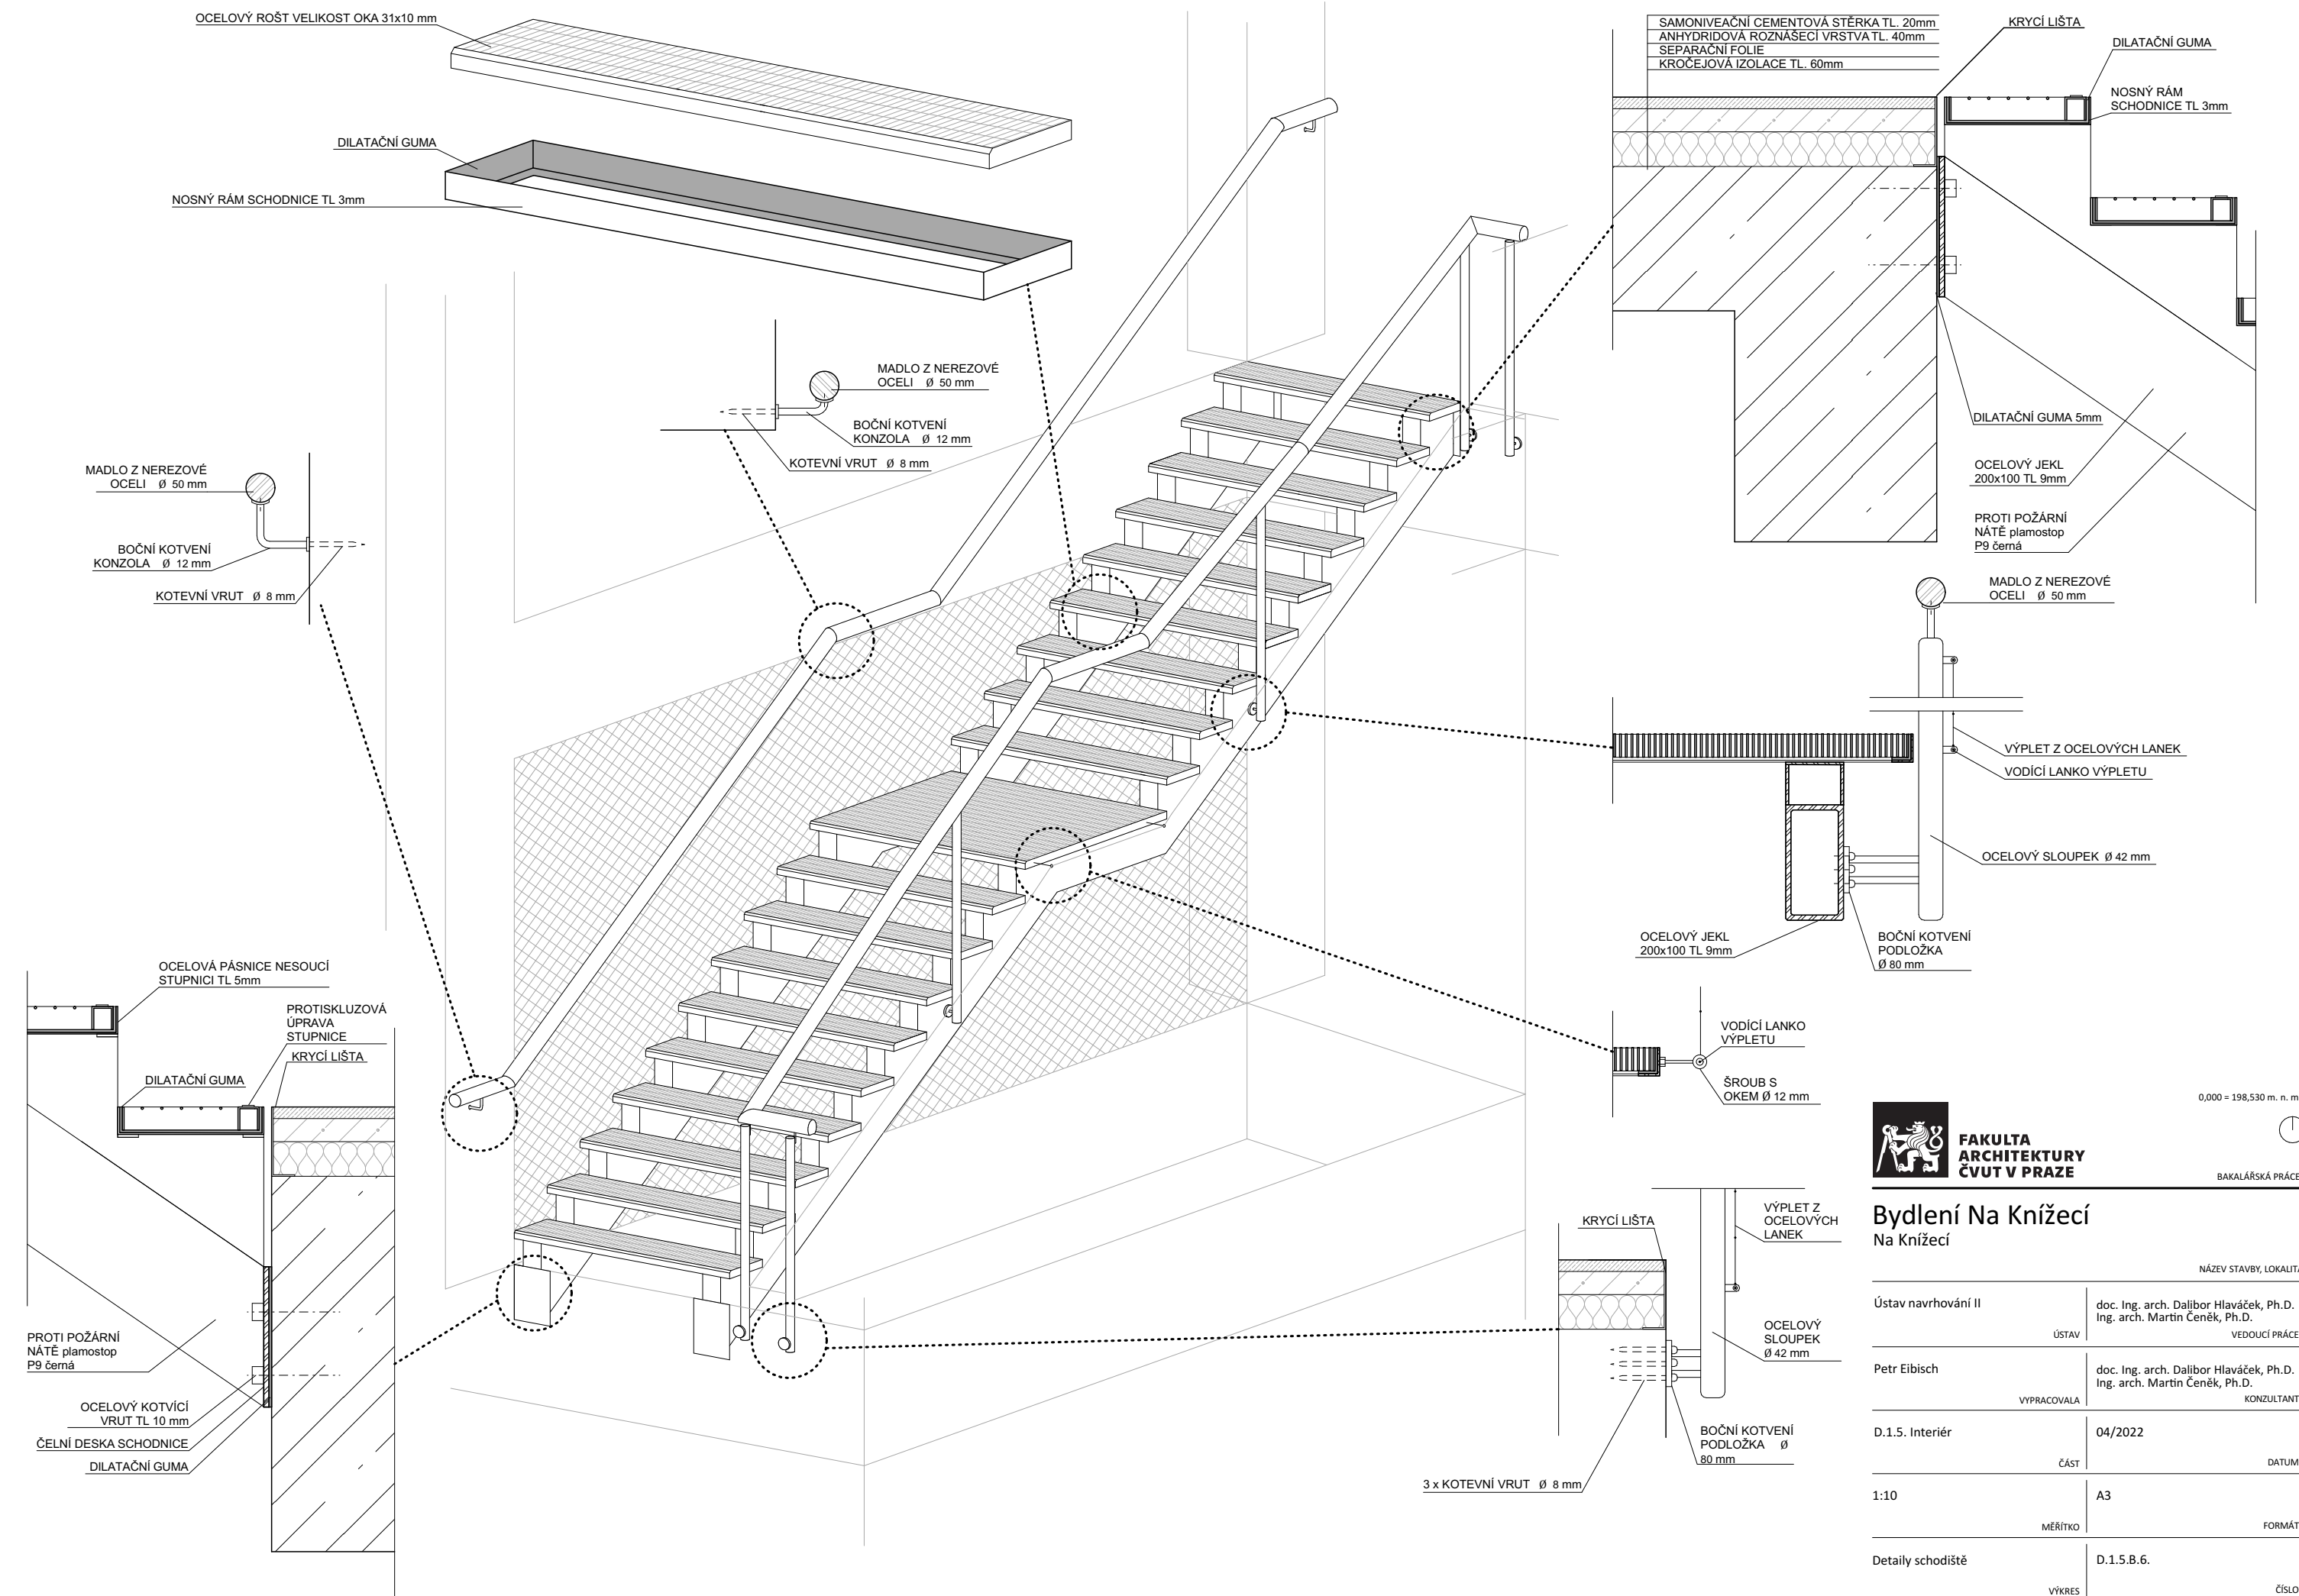 OCELOVÝ ROŠT VELIKOST OKA 31x10 mm
DILATAČNÍ GUMA
NOSNÝ RÁM SCHODNICE TL 3mm
MADLO Z NEREZOVÉ
OCELI Ø 50 mm
BOČNÍ KOTVENÍ
KONZOLA Ø 12 mm
KOTEVNÍ VRUT Ø 8 mm
MADLO Z NEREZOVÉ
OCELI Ø 50 mm
BOČNÍ KOTVENÍ
KONZOLA Ø 12 mm
KOTEVNÍ VRUT Ø 8 mm
SAMONIVEAČNÍ CEMENTOVÁ STĚRKA TL. 20mm
ANHYDRIDOVÁ ROZNÁŠECÍ VRSTVA TL. 40mm
SEPARAČNÍ FOLIE
KROČEJOVÁ IZOLACE TL. 60mm
KRYCÍ LIŠTA
DILATAČNÍ GUMA
NOSNÝ RÁM
SCHODNICE TL 3mm
DILATAČNÍ GUMA 5mm
OCELOVÝ JEKL
200x100 TL 9mm
PROTI POŽÁRNÍ
NÁTĚ plamostop
P9 černá
MADLO Z NEREZOVÉ
OCELI Ø 50 mm
VÝPLET Z OCELOVÝCH LANEK
VODÍCÍ LANKO VÝPLETU
OCELOVÝ SLOUPEK Ø 42 mm
OCELOVÝ JEKL
200x100 TL 9mm
BOČNÍ KOTVENÍ
PODLOŽKA
Ø 80 mm
VODÍCÍ LANKO
VÝPLETU
ŠROUB S
OKEM Ø 12 mm
OCELOVÁ PÁSNICE NESOUCÍ
STUPNICI TL 5mm
PROTISKLUZOVÁ
ÚPRAVA
STUPNICE
KRYCÍ LIŠTA
DILATAČNÍ GUMA
PROTI POŽÁRNÍ
NÁTĚ plamostop
P9 černá
OCELOVÝ KOTVÍCÍ
VRUT TL 10 mm
ČELNÍ DESKA SCHODNICE
DILATAČNÍ GUMA
KRYCÍ LIŠTA
VÝPLET Z
OCELOVÝCH
LANEK
OCELOVÝ
SLOUPEK
Ø 42 mm
BOČNÍ KOTVENÍ
PODLOŽKA Ø
80 mm
3 x KOTEVNÍ VRUT Ø 8 mm
0,000 = 198,530 m. n. m
FAKULTA
ARCHITEKTURY
ČVUT V PRAZE
BAKALÁŘSKÁ PRÁCE
Bydlení Na Knížecí
Na Knížecí
NÁZEV STAVBY, LOKALITA
Ústav navrhování II
ÚSTAV
doc. Ing. arch. Dalibor Hlaváček, Ph.D.
Ing. arch. Martin Čeněk, Ph.D.
VEDOUCÍ PRÁCE
Petr Eibisch
VYPRACOVALA
doc. Ing. arch. Dalibor Hlaváček, Ph.D.
Ing. arch. Martin Čeněk, Ph.D.
KONZULTANT
D.1.5. Interiér
ČÁST
04/2022
DATUM
1:10
MĚŘÍTKO
A3
FORMÁT
Detaily schodiště
VÝKRES
D.1.5.B.6.
ČÍSLO